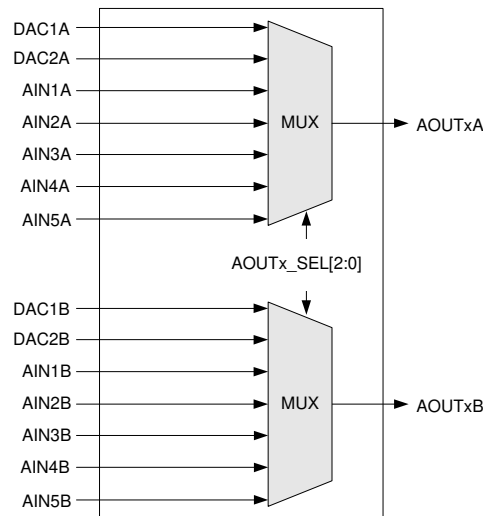 DAC1A
DAC2A
AIN1A
AIN2A
MUX
AOUTxA
AIN3A
AIN4A
AIN5A
AOUTx_SEL[2:0]
DAC1B
DAC2B
AIN1B
AIN2B
MUX
AOUTxB
AIN3B
AIN4B
AIN5B